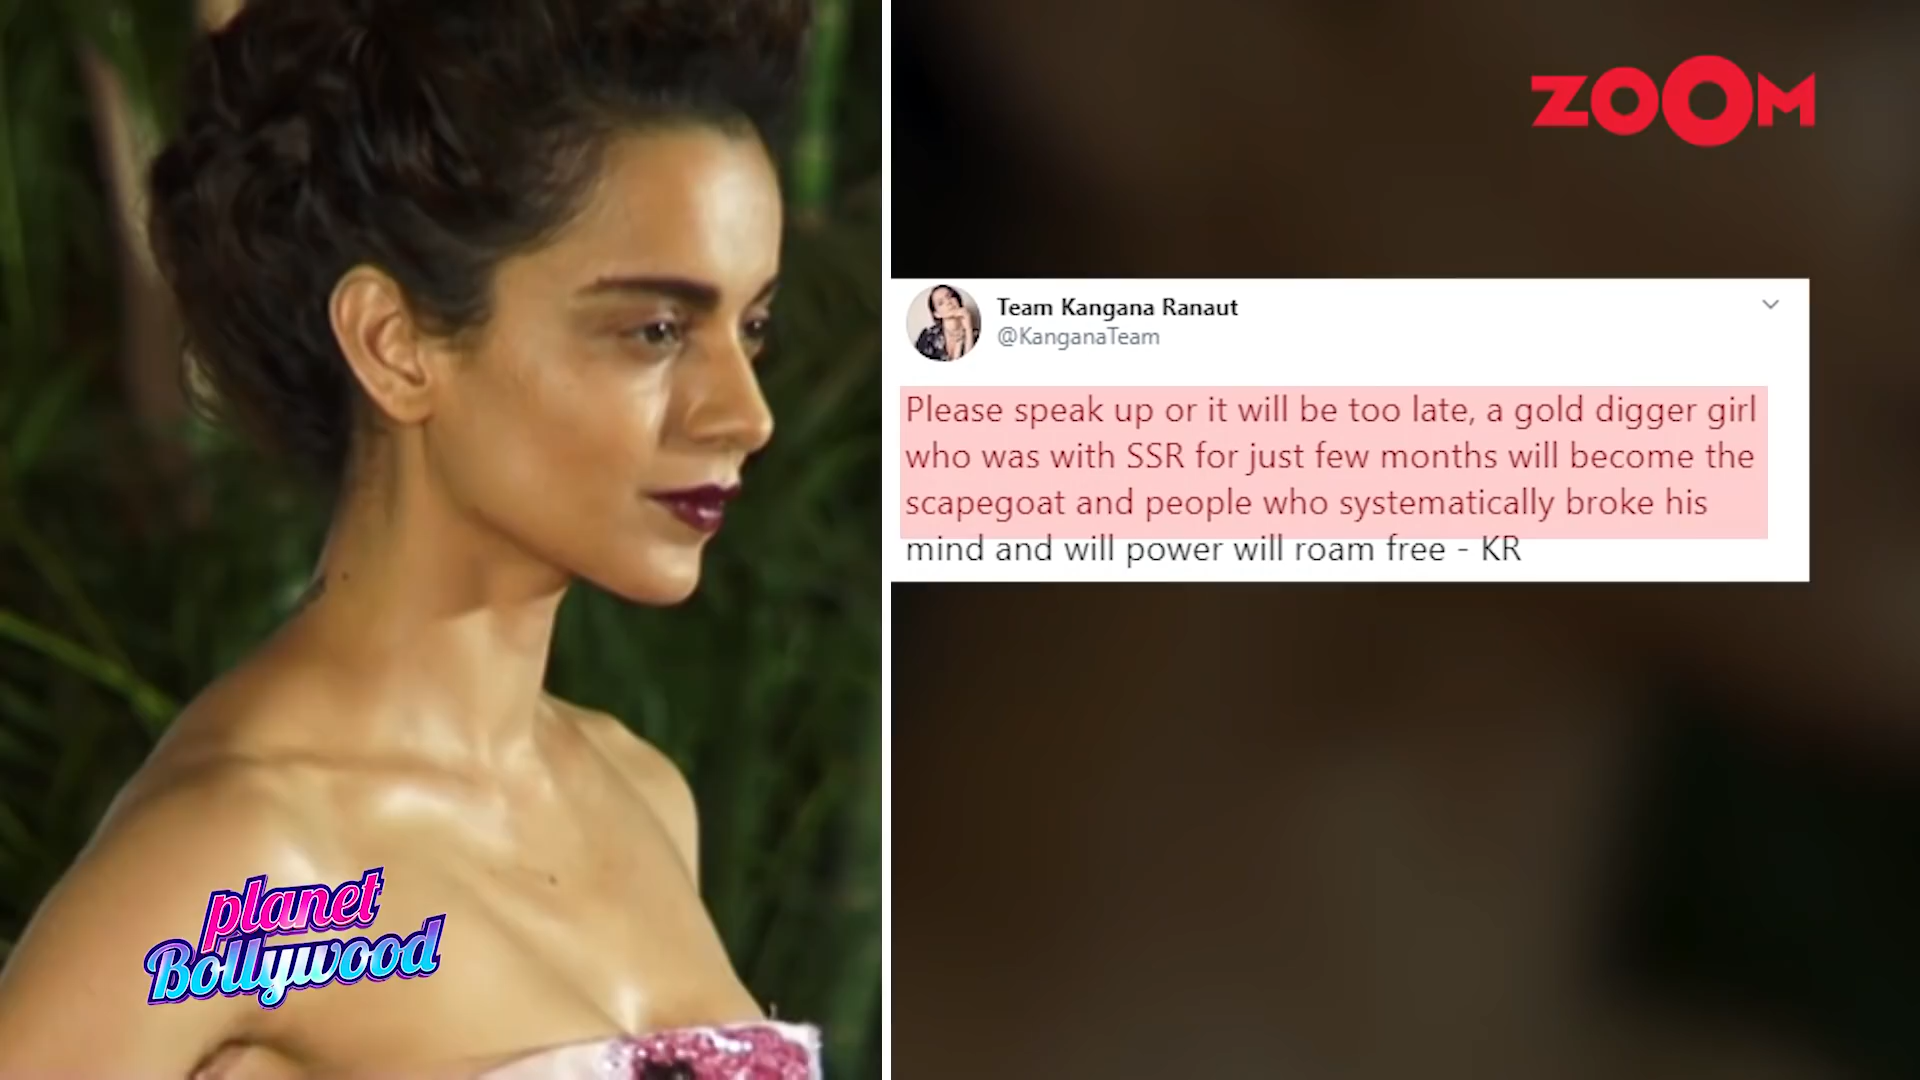 ZOOM
Team Kangana Ranaut
@KanganaTeam
Please speak up or it will be too late, a gold digger girl
who was with SSR for just few months will become the
scapegoat and people who systematically broke his
mind and will power will roam free - KR
planet
Bollywood